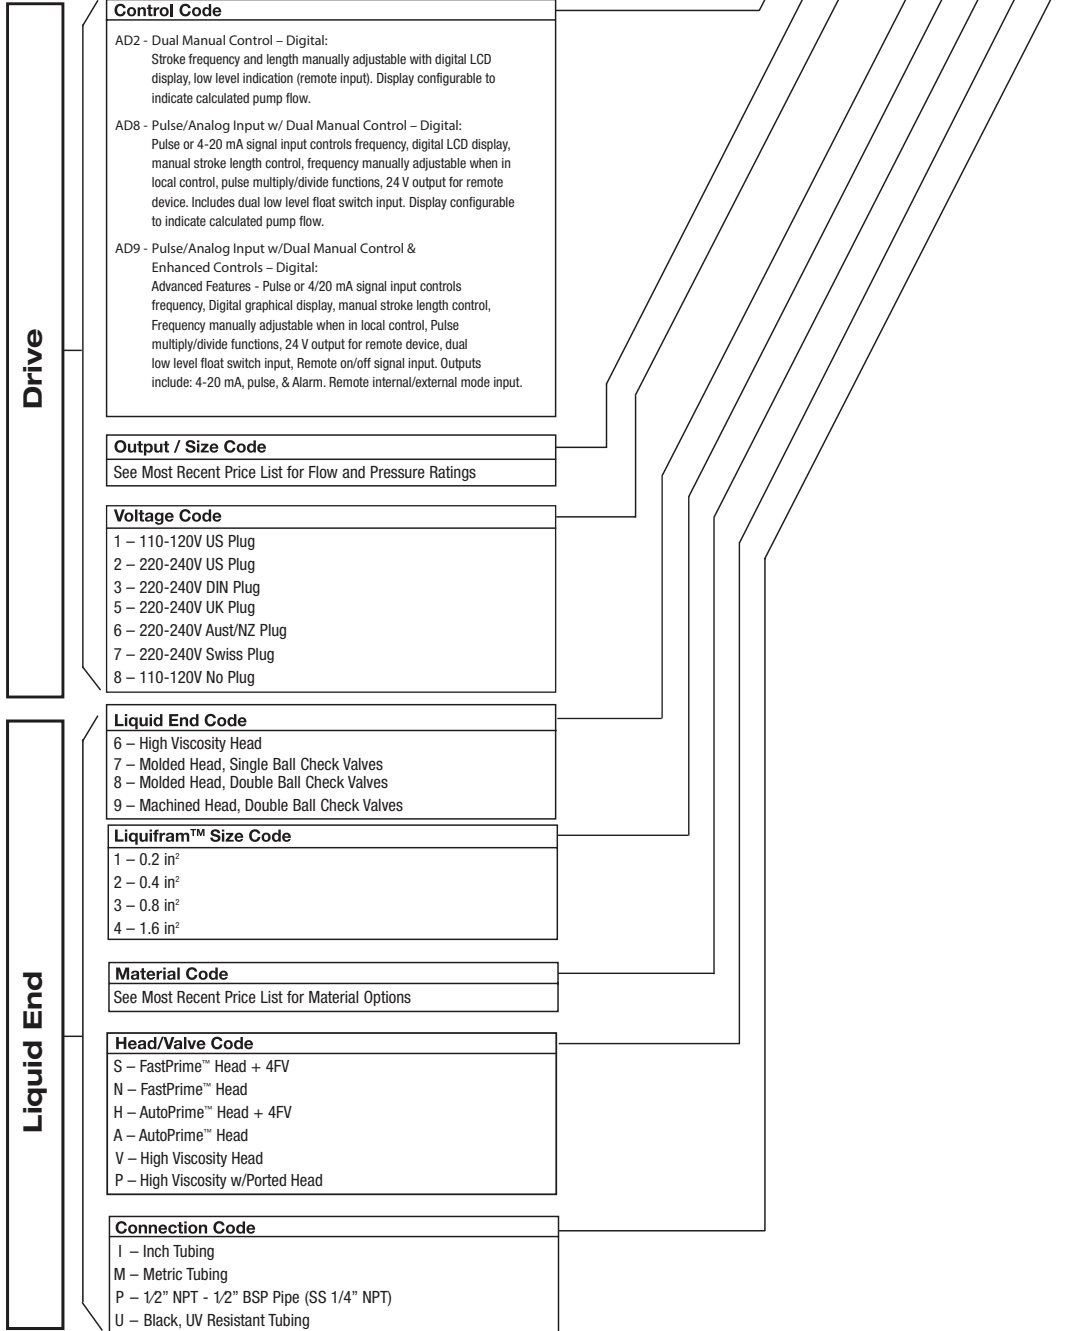 Control Code
AD2 - Dual Manual Control – Digital:
Stroke frequency and length manually adjustable with digital LCD
display, low level indication (remote input). Display configurable to
indicate calculated pump flow.
AD8 - Pulse/Analog Input w/ Dual Manual Control – Digital:
Pulse or 4-20 mA signal input controls frequency, digital LCD display,
manual stroke length control, frequency manually adjustable when in
local control, pulse multiply/divide functions, 24 V output for remote
device. Includes dual low level float switch input. Display configurable
to indicate calculated pump flow.
AD9 - Pulse/Analog Input w/Dual Manual Control &
Enhanced Controls – Digital:
Advanced Features - Pulse or 4/20 mA signal input controls
frequency, Digital graphical display, manual stroke length control,
Frequency manually adjustable when in local control, Pulse
multiply/divide functions, 24 V output for remote device, dual
low level float switch input, Remote on/off signal input. Outputs
include: 4-20 mA, pulse, & Alarm. Remote internal/external mode input.
Drive
Output / Size Code
See Most Recent Price List for Flow and Pressure Ratings
Voltage Code
1 – 110-120V US Plug
2 – 220-240V US Plug
3 – 220-240V DIN Plug
5 – 220-240V UK Plug
6 – 220-240V Aust/NZ Plug
7 – 220-240V Swiss Plug
8 – 110-120V No Plug
Liquid End Code
6 – High Viscosity Head
7 – Molded Head, Single Ball Check Valves
8 – Molded Head, Double Ball Check Valves
9 – Machined Head, Double Ball Check Valves
Liquifram™ Size Code
1 – 0.2 in²
2 – 0.4 in²
3 – 0.8 in²
4 – 1.6 in²
Liquid End
Material Code
See Most Recent Price List for Material Options
Head/Valve Code
S – FastPrime™ Head + 4FV
N – FastPrime™ Head
H – AutoPrime™ Head + 4FV
A – AutoPrime™ Head
V – High Viscosity Head
P – High Viscosity w/Ported Head
Connection Code
I – Inch Tubing
M – Metric Tubing
P – 1/2” NPT - 1/2” BSP Pipe (SS 1/4” NPT)
U – Black, UV Resistant Tubing